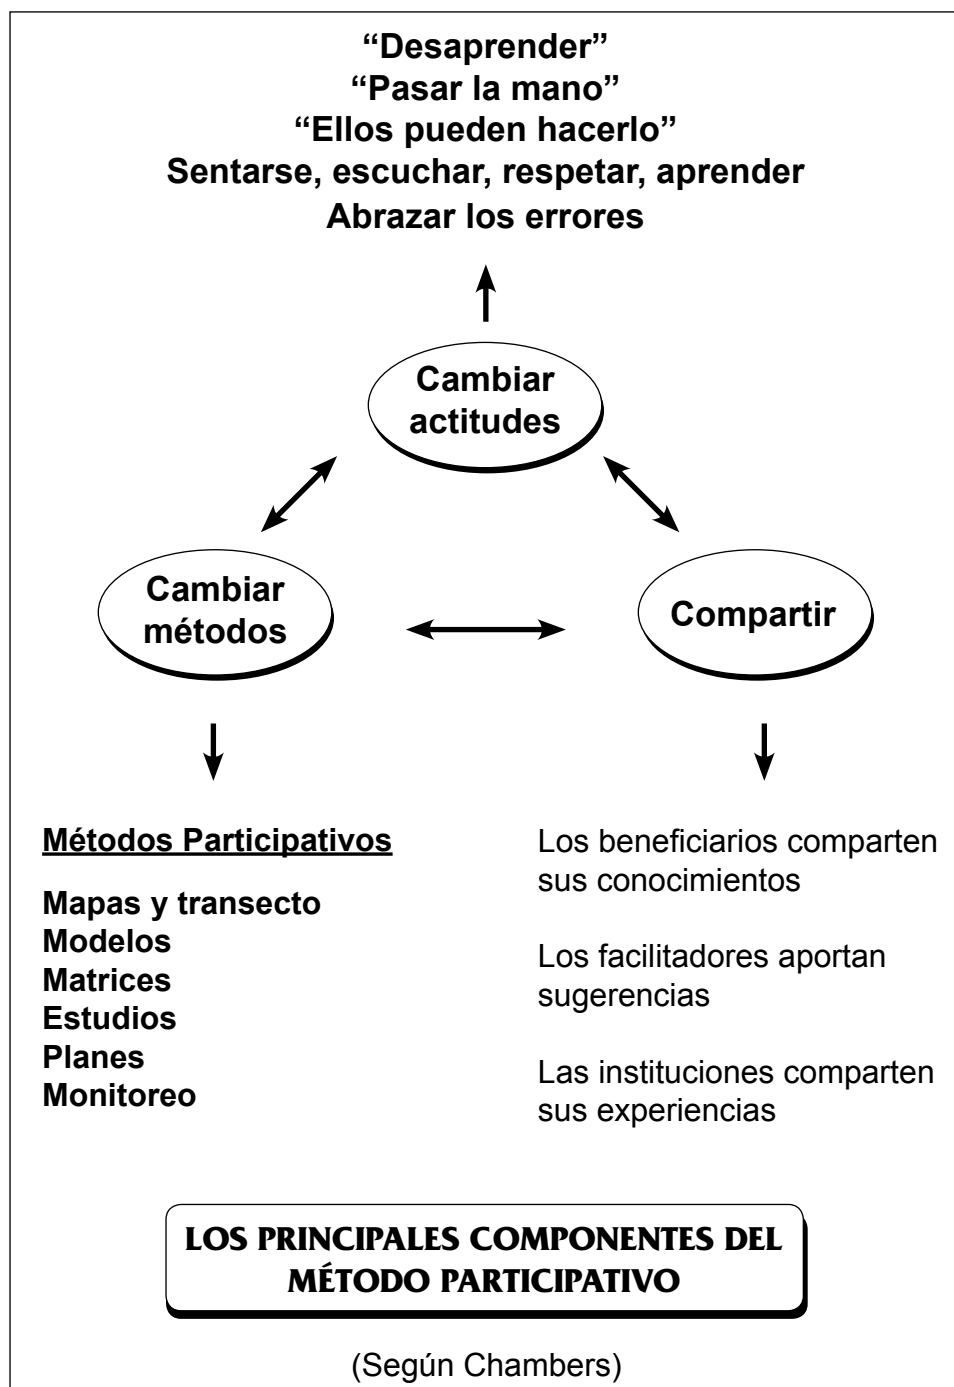 “Desaprender”
“Pasar la mano”
“Ellos pueden hacerlo”
Sentarse, escuchar, respetar, aprender
Abrazar los errores
Cambiar
actitudes
Cambiar
métodos
Compartir
Métodos Participativos
Mapas y transecto
Modelos
Matrices
Estudios
Planes
Monitoreo
Los beneficiarios comparten
sus conocimientos
Los facilitadores aportan
sugerencias
Las instituciones comparten
sus experiencias
LOS PRINCIPALES COMPONENTES DEL
MÉTODO PARTICIPATIVO
(Según Chambers)